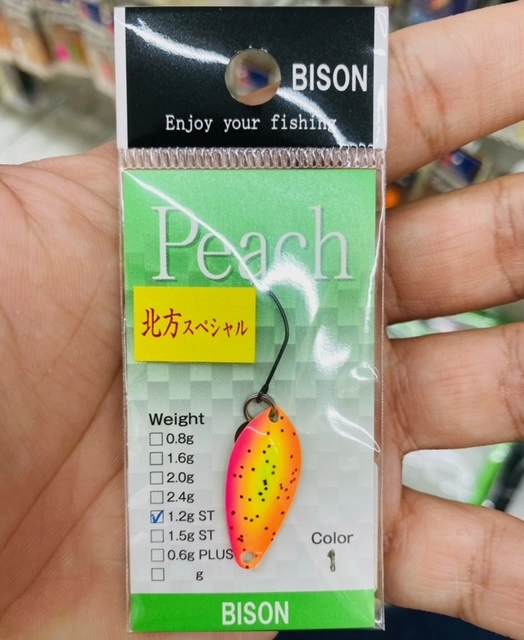 BISON
Enjoy your fishing
Peach
北方スペシャル
Weight
0.8g
1.6g
2.0g
2.4g
1.2g ST
1.5g ST
0.6g PLUS
g
Color
BISON